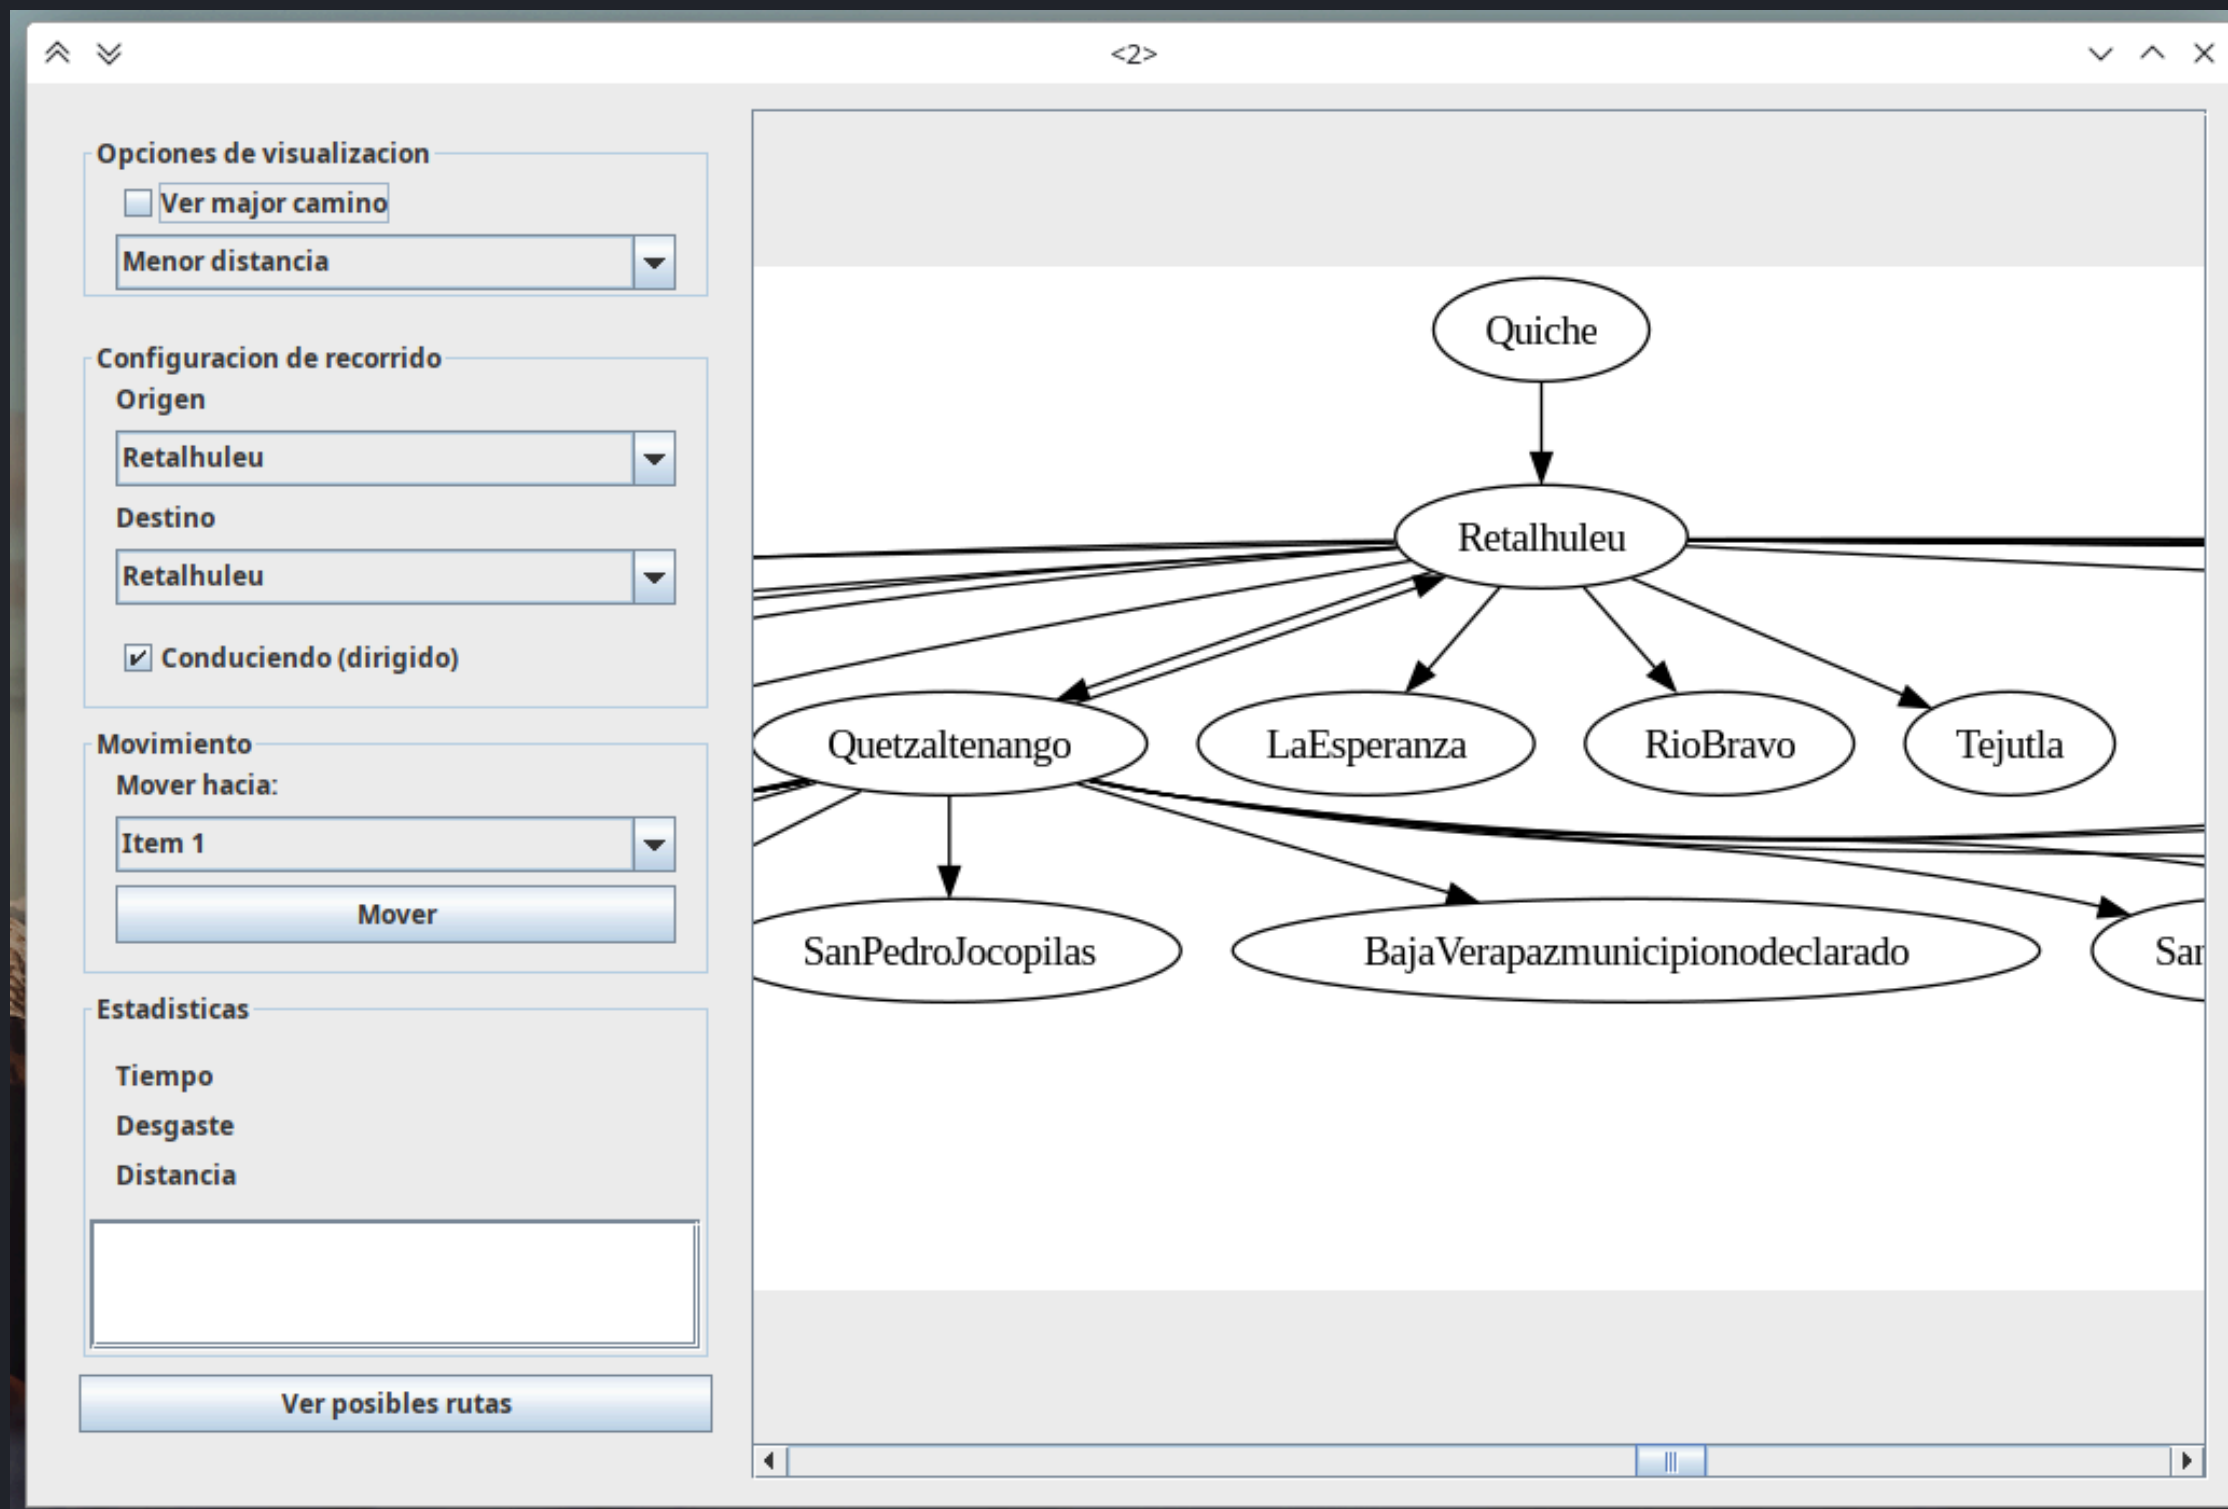 <2>
Opciones de visualizacion
Ver major camino
Menor distancia
Configuracion de recorrido
Origen
Retalhuleu
Destino
Retalhuleu
Conduciendo (dirigido)
Movimiento
Mover hacia:
Item 1
Mover
Estadisticas
Tiempo
Desgaste
Distancia
Ver posibles rutas
Quiche
Retalhuleu
Quetzaltenango
LaEsperanza
RioBravo
Tejutla
SanPedroJocopilas
BajaVerapazmunicipionodeclarado
San